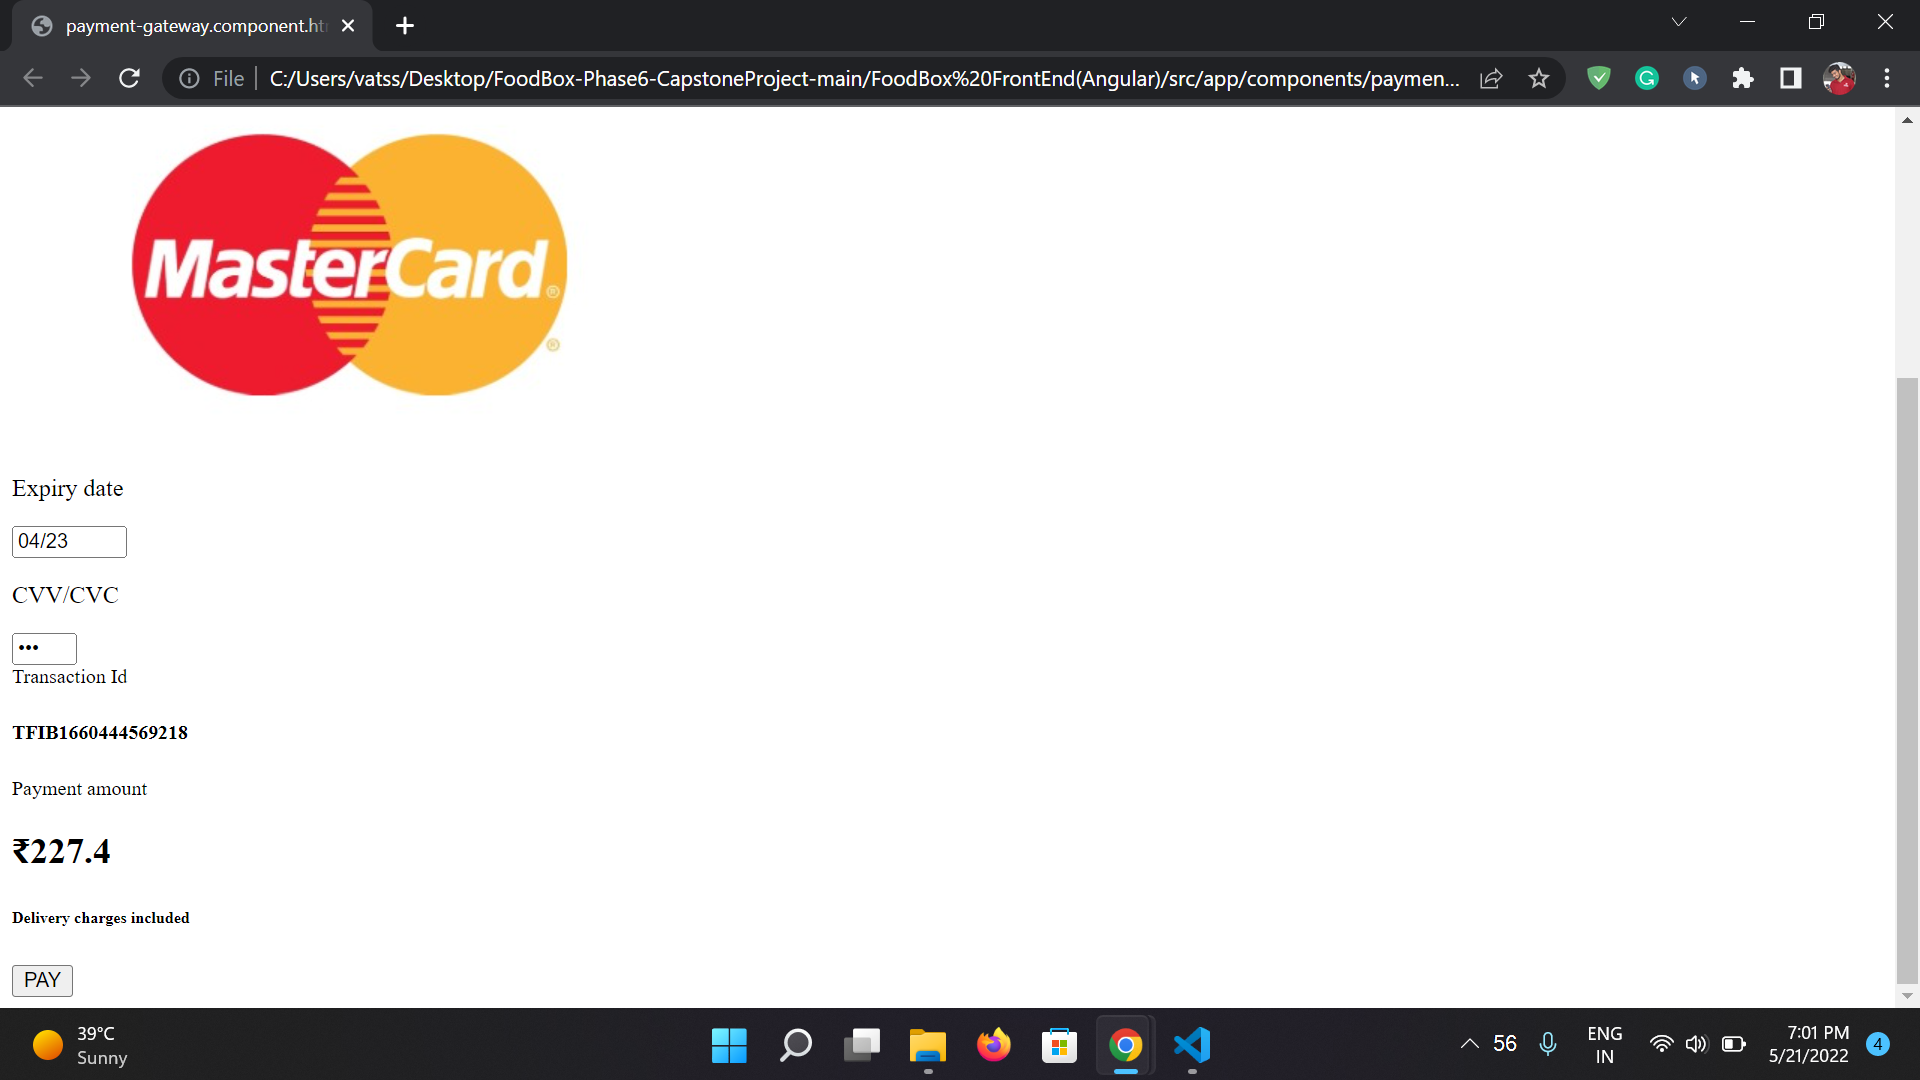 payment-gateway.component.ht
File
C:/Users/vatss/Desktop/FoodBox-Phase6-CapstoneProject-main/FoodBox%20FrontEnd(Angular)/src/app/components/paymen...
MasterCard®
®
Expiry date
04/23
CVV/CVC
•••
Transaction Id
TFIB1660444569218
Payment amount
₹227.4
Delivery charges included
PAY
39°C
Sunny
56
ENG
IN
7:01 PM
5/21/2022
4